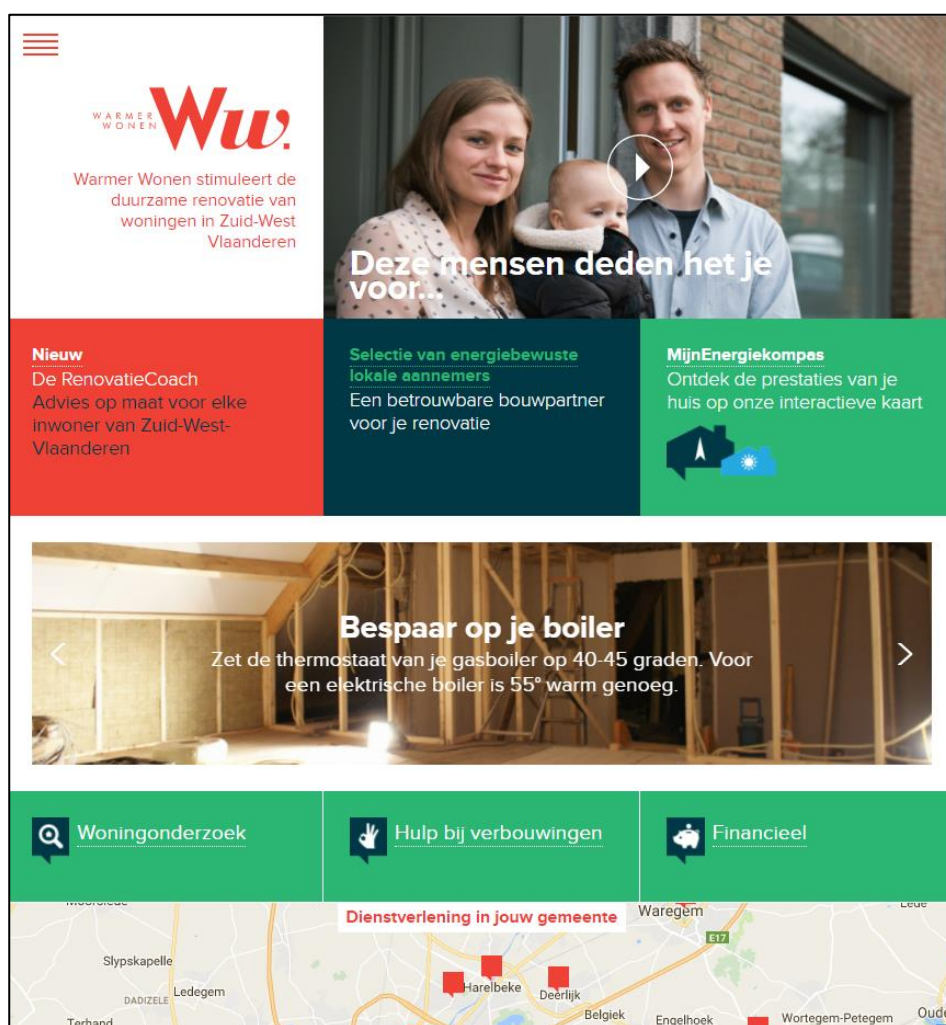 WARMER
WONEN
Ww.
Warmer Wonen stimuleert de
duurzame renovatie van
woningen in Zuid-West
Vlaanderen
Deze mensen deden het je
voor...
Nieuw
De RenovatieCoach
Advies op maat voor elke
inwoner van Zuid-West-
Vlaanderen
Selectie van energiebewuste
lokale aannemers
Een betrouwbare bouwpartner
voor je renovatie
MijnEnergiekompas
Ontdek de prestaties van je
huis op onze interactieve kaart
Bespaar op je boiler
Zet de thermostaat van je gasboiler op 40-45 graden. Voor
een elektrische boiler is 55° warm genoeg.
Woningonderzoek
Hulp bij verbouwingen
Financieel
Dienstverlening in jouw gemeente
Waregem
E17
Slypskapelle
DADIZELE
Ledegem
Harelbeke
Deerlijk
Belgiek
Engelhoek
Wortegem-Petegem
Terhand